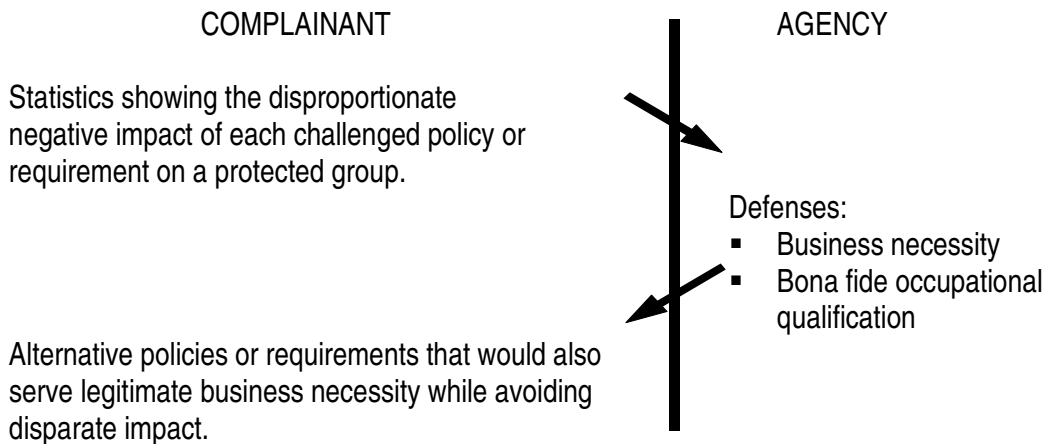 COMPLAINANT
AGENCY
Statistics showing the disproportionate
negative impact of each challenged policy or
requirement on a protected group.
Defenses:
▪ Business necessity
▪ Bona fide occupational
qualification
Alternative policies or requirements that would also
serve legitimate business necessity while avoiding
disparate impact.